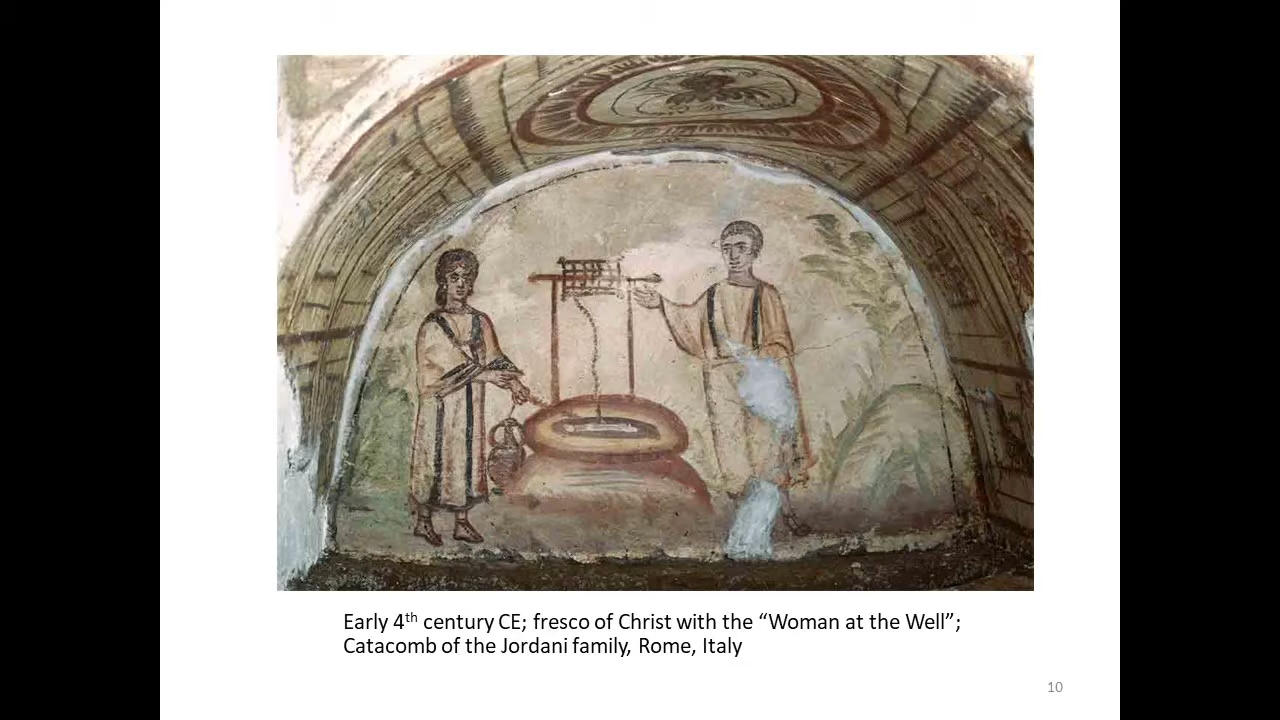 Early 4th century CE; fresco of Christ with the “Woman at the Well”;
Catacomb of the Jordani family, Rome, Italy
10